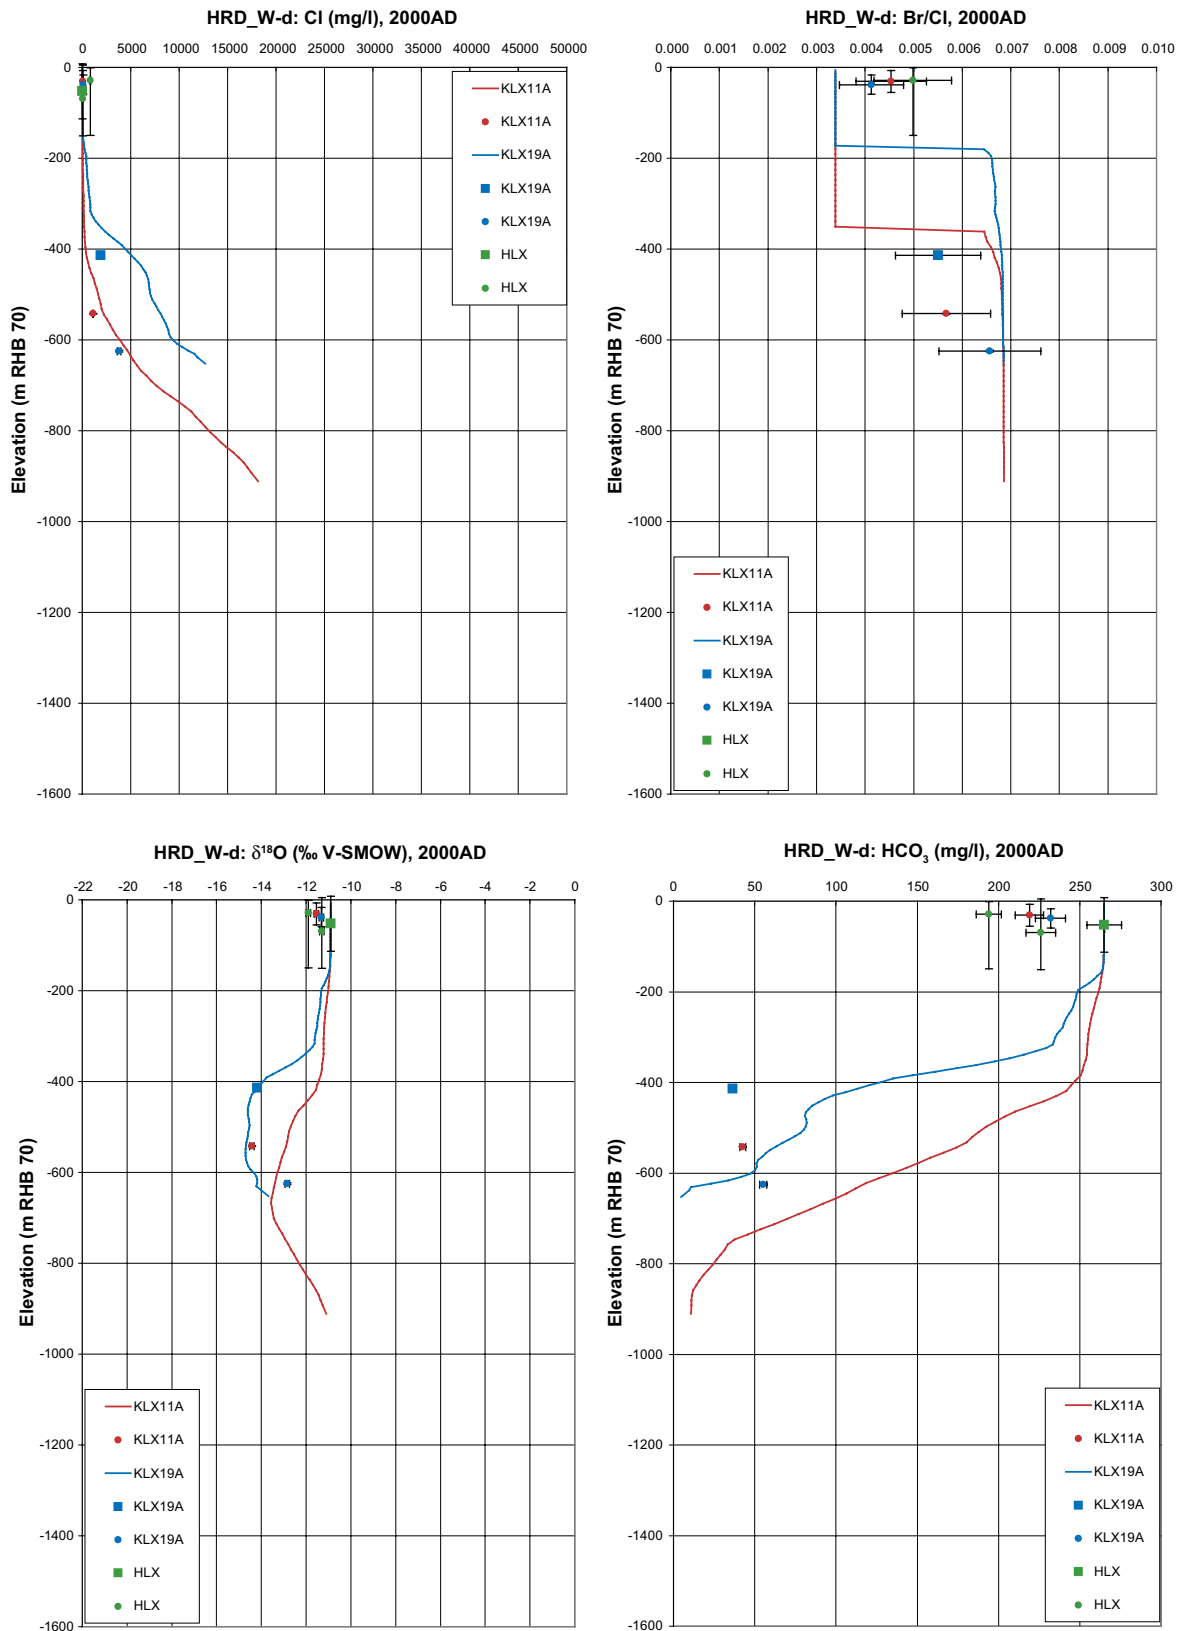 HRD_W-d: Cl (mg/l), 2000AD
0 5000 10000 15000 20000 25000 30000 35000 40000 45000 50000
0
-200
-400
-600
-800
-1000
-1200
-1400
-1600
Elevation (m RHB 70)
KLX11A
KLX11A
KLX19A
KLX19A
KLX19A
HLX
HLX
HRD_W-d: Br/Cl, 2000AD
0.000 0.001 0.002 0.003 0.004 0.005 0.006 0.007 0.008 0.009 0.010
0
-200
-400
-600
-800
-1000
-1200
-1400
-1600
Elevation (m RHB 70)
KLX11A
KLX11A
KLX19A
KLX19A
KLX19A
HLX
HLX
HRD_W-d: δ¹⁸O (‰ V-SMOW), 2000AD
-22 -20 -18 -16 -14 -12 -10 -8 -6 -4 -2 0
0
-200
-400
-600
-800
-1000
-1200
-1400
-1600
Elevation (m RHB 70)
KLX11A
KLX11A
KLX19A
KLX19A
KLX19A
HLX
HLX
HRD_W-d: HCO₃ (mg/l), 2000AD
0 50 100 150 200 250 300
0
-200
-400
-600
-800
-1000
-1200
-1400
-1600
Elevation (m RHB 70)
KLX11A
KLX11A
KLX19A
KLX19A
KLX19A
HLX
HLX